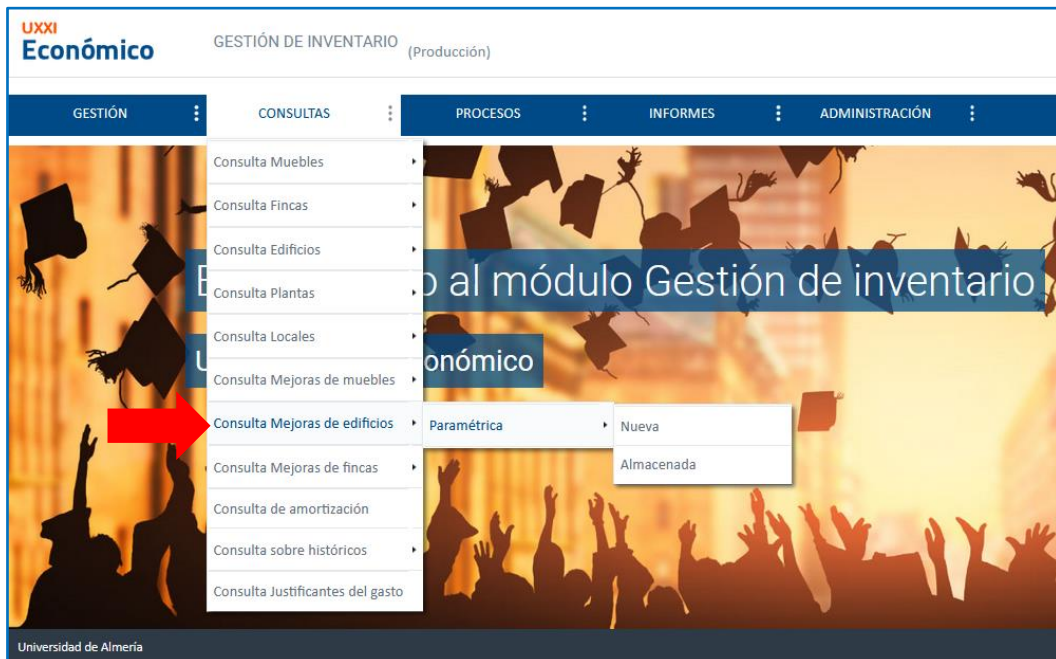 UXXI
Económico
GESTIÓN DE INVENTARIO (Producción)
GESTIÓN CONSULTAS PROCESOS INFORMES ADMINISTRACIÓN
Consulta Muebles
Consulta Fincas
Consulta Edificios
Consulta Plantas
Consulta Locales
Consulta Mejoras de muebles
Consulta Mejoras de edificios
Paramétrica
Nueva
Almacenada
Consulta Mejoras de fincas
Consulta de amortización
Consulta sobre históricos
Consulta Justificantes del gasto
al módulo Gestión de inventario
Universidad de Almería